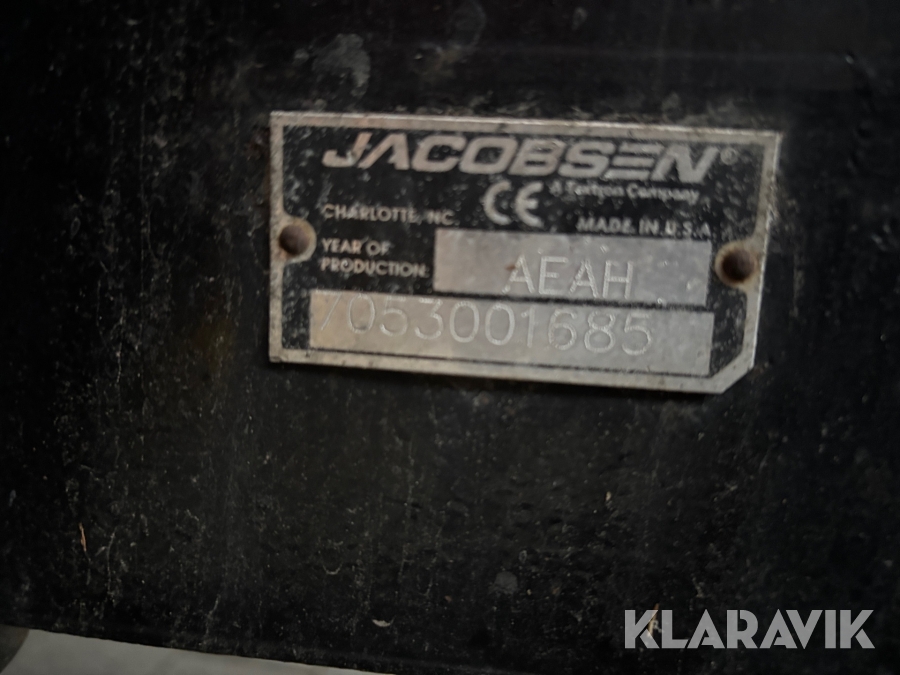 JACOBSEN®
A Textron Company
CHARLOTTE, NC
CE
MADE IN U.S.A.
YEAR OF
PRODUCTION:
AEAH
7053001685
KLARAVIK